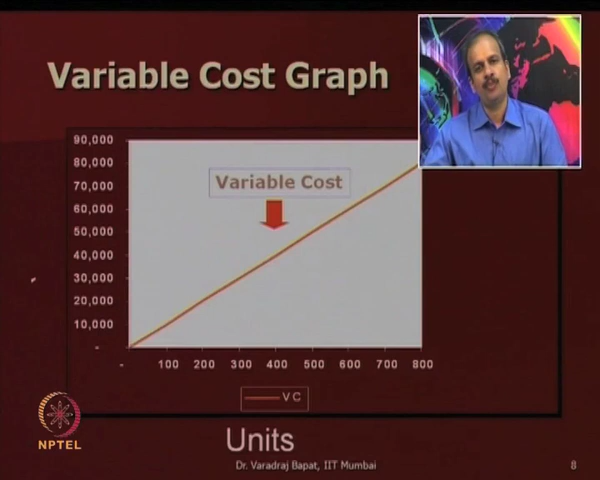 Variable Cost Graph
90,000
80,000
70,000
60,000
50,000
40,000
30,000
20,000
10,000
-
Variable Cost
- 100 200 300 400 500 600 700 800
VC
Units
NPTEL
Dr. Varadraj Bapat, IIT Mumbai
8